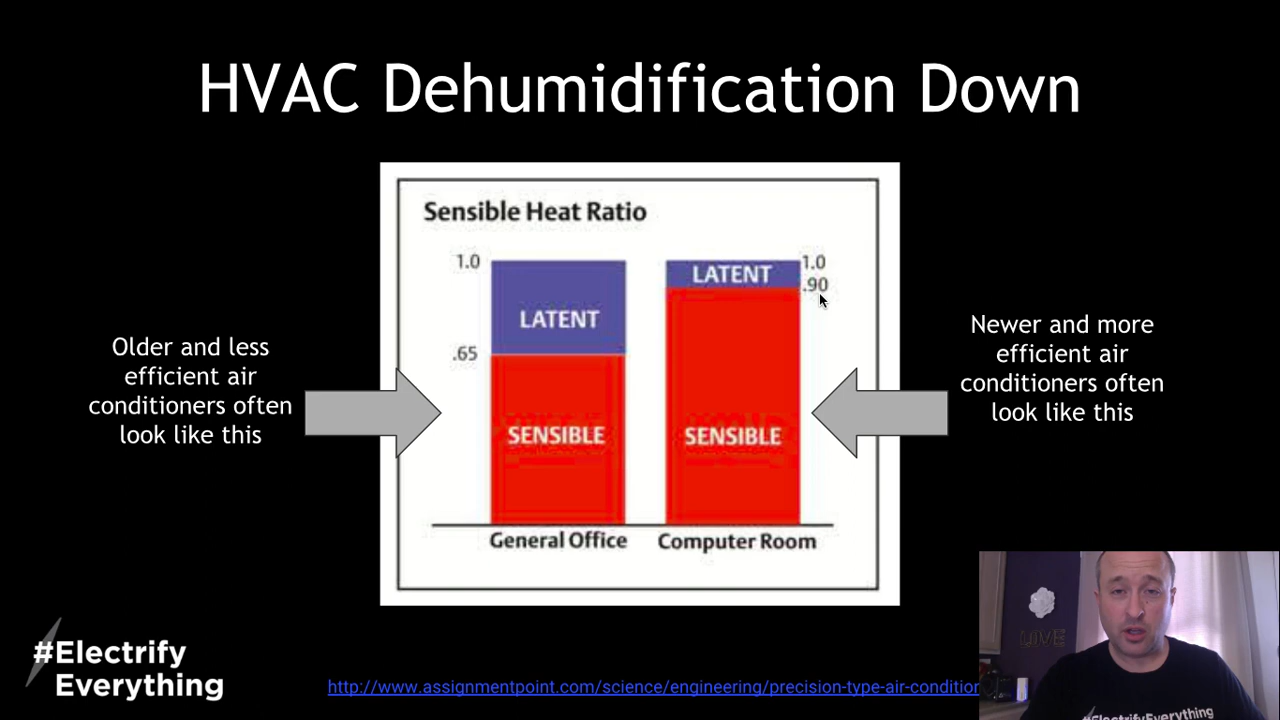 HVAC Dehumidification Down
Sensible Heat Ratio
1.0
LATENT
.65
SENSIBLE
General Office
LATENT
1.0
.90
SENSIBLE
Computer Room
Older and less
efficient air
conditioners often
look like this
Newer and more
efficient air
conditioners often
look like this
#Electrify
Everything
http://www.assignmentpoint.com/science/engineering/precision-type-air-condition
LOVE
#ElectrifyEverything